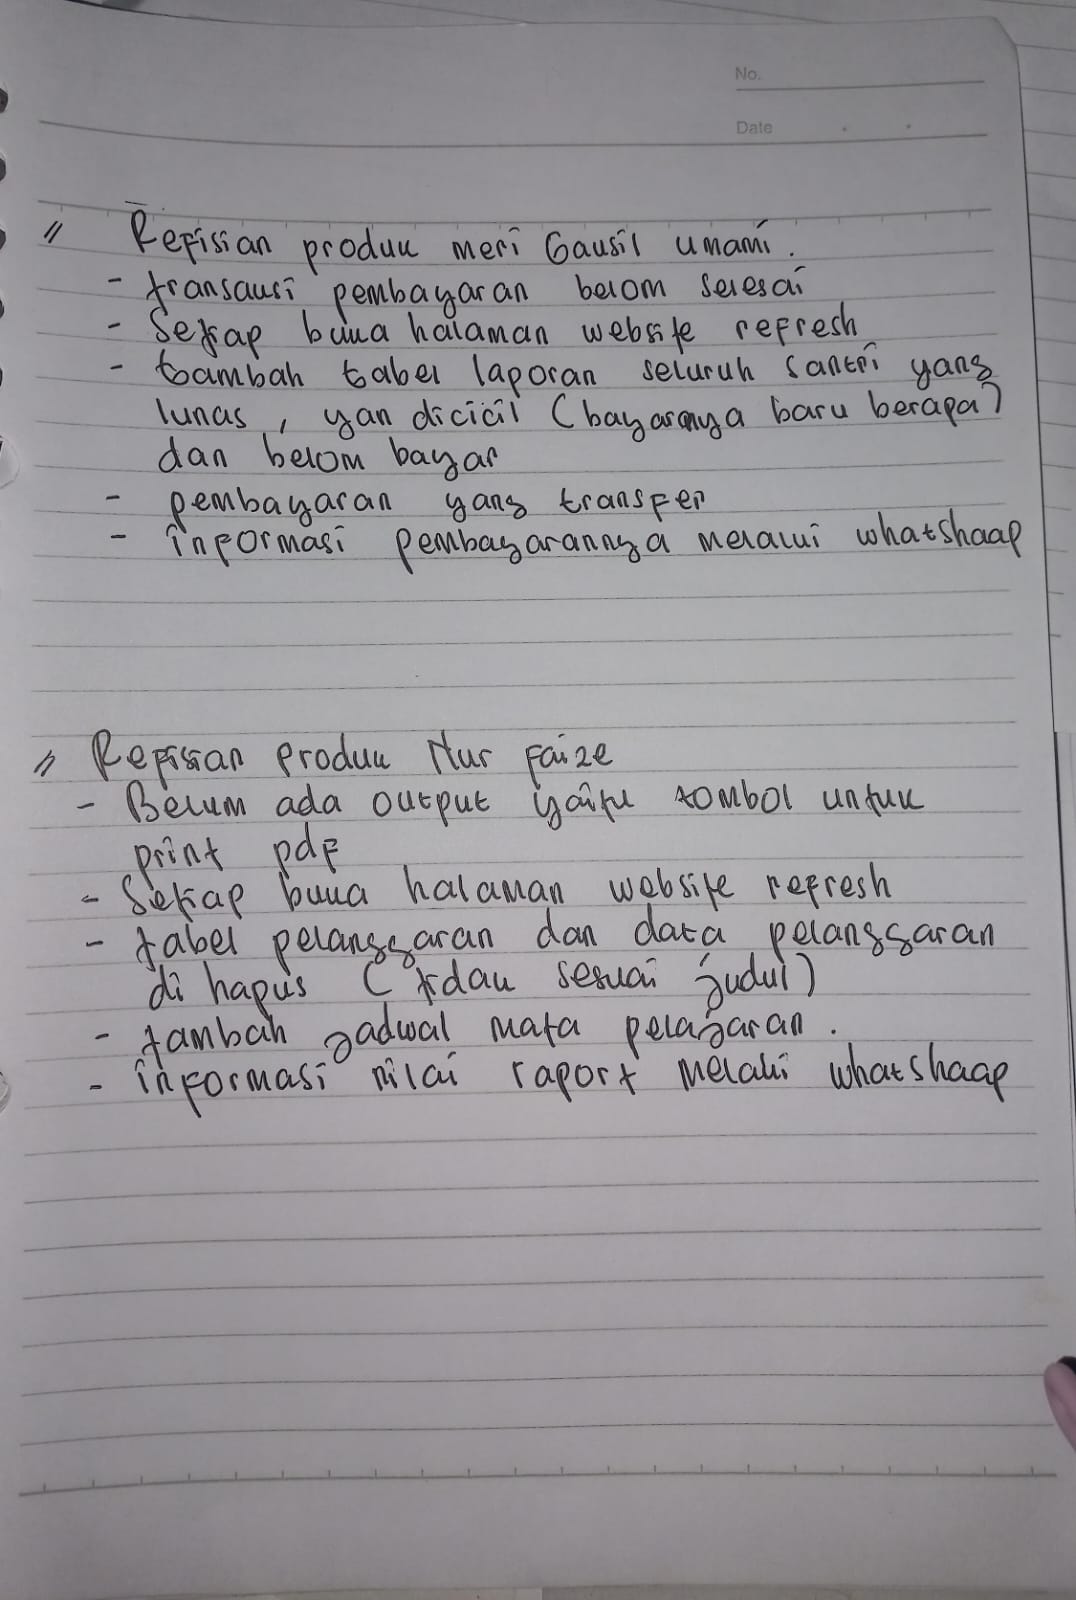 No.
Date
" Refisian produk meri Gausil umami.
- transaksi pembayaran belom selesai
- Setiap buka halaman website refresh
- tambah tabel laporan seluruh santri yang
lunas, yan dicicil (bayaranya baru berapa)
dan belom bayar
- pembayaran yang transfer
- informasi pembayarannya melalui whatshaap
" Refisian produk Nur Faize
- Belum ada output yaitu tombol untuk
print pdf
- Setiap buka halaman website refresh
- tabel pelanggaran dan data pelanggaran
di hapus (tidak sesuai judul)
- tambah jadwal mata pelajaran.
- informasi nilai raport melalui whatshaap